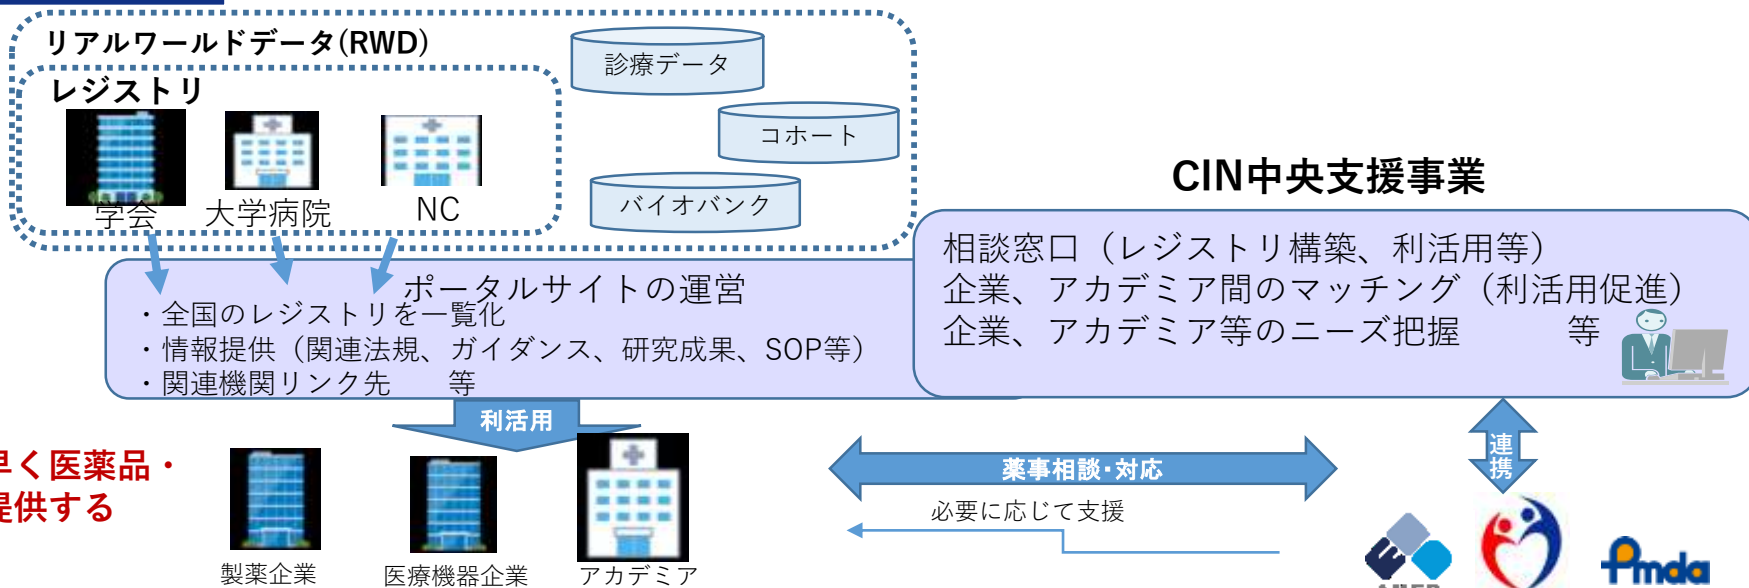 リアルワールドデータ(RWD)
レジストリ
学会
大学病院
NC
診療データ
コホート
バイオバンク
CIN中央支援事業
相談窓口（レジストリ構築、利活用等）
企業、アカデミア間のマッチング（利活用促進）
企業、アカデミア等のニーズ把握　　　等
ポータルサイトの運営
・全国のレジストリを一覧化
・情報提供（関連法規、ガイダンス、研究成果、SOP等）
・関連機関リンク先　　等
利活用
早く医薬品・
提供する
製薬企業
医療機器企業
アカデミア
薬事相談・対応
必要に応じて支援
連携
Pmda